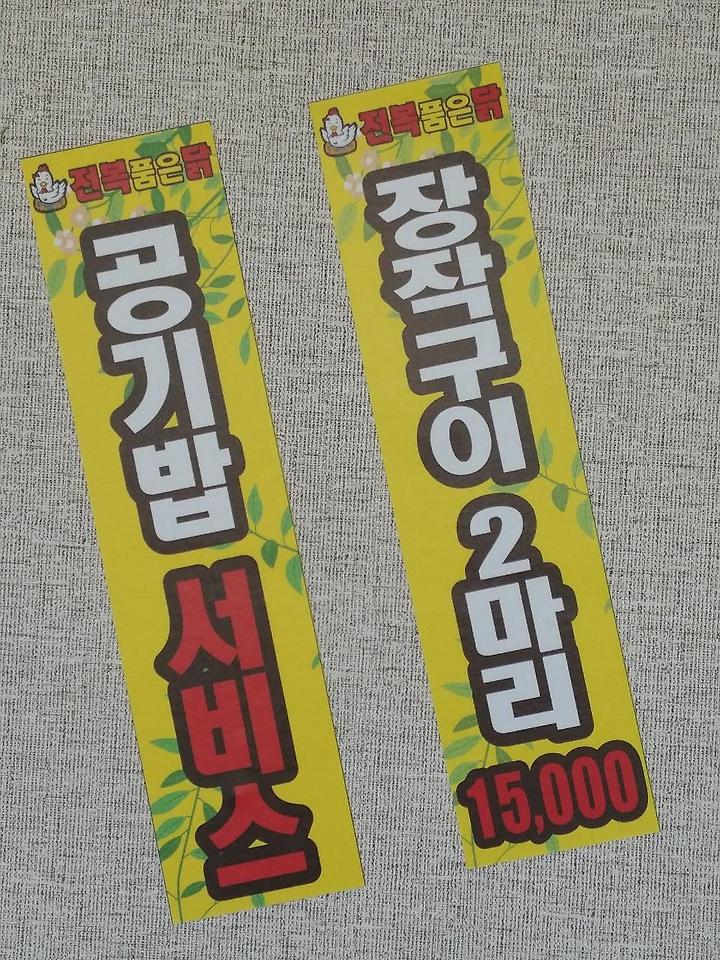 전복품은닭
공기밥 서비스
전복품은닭
장작구이 2마리
15,000